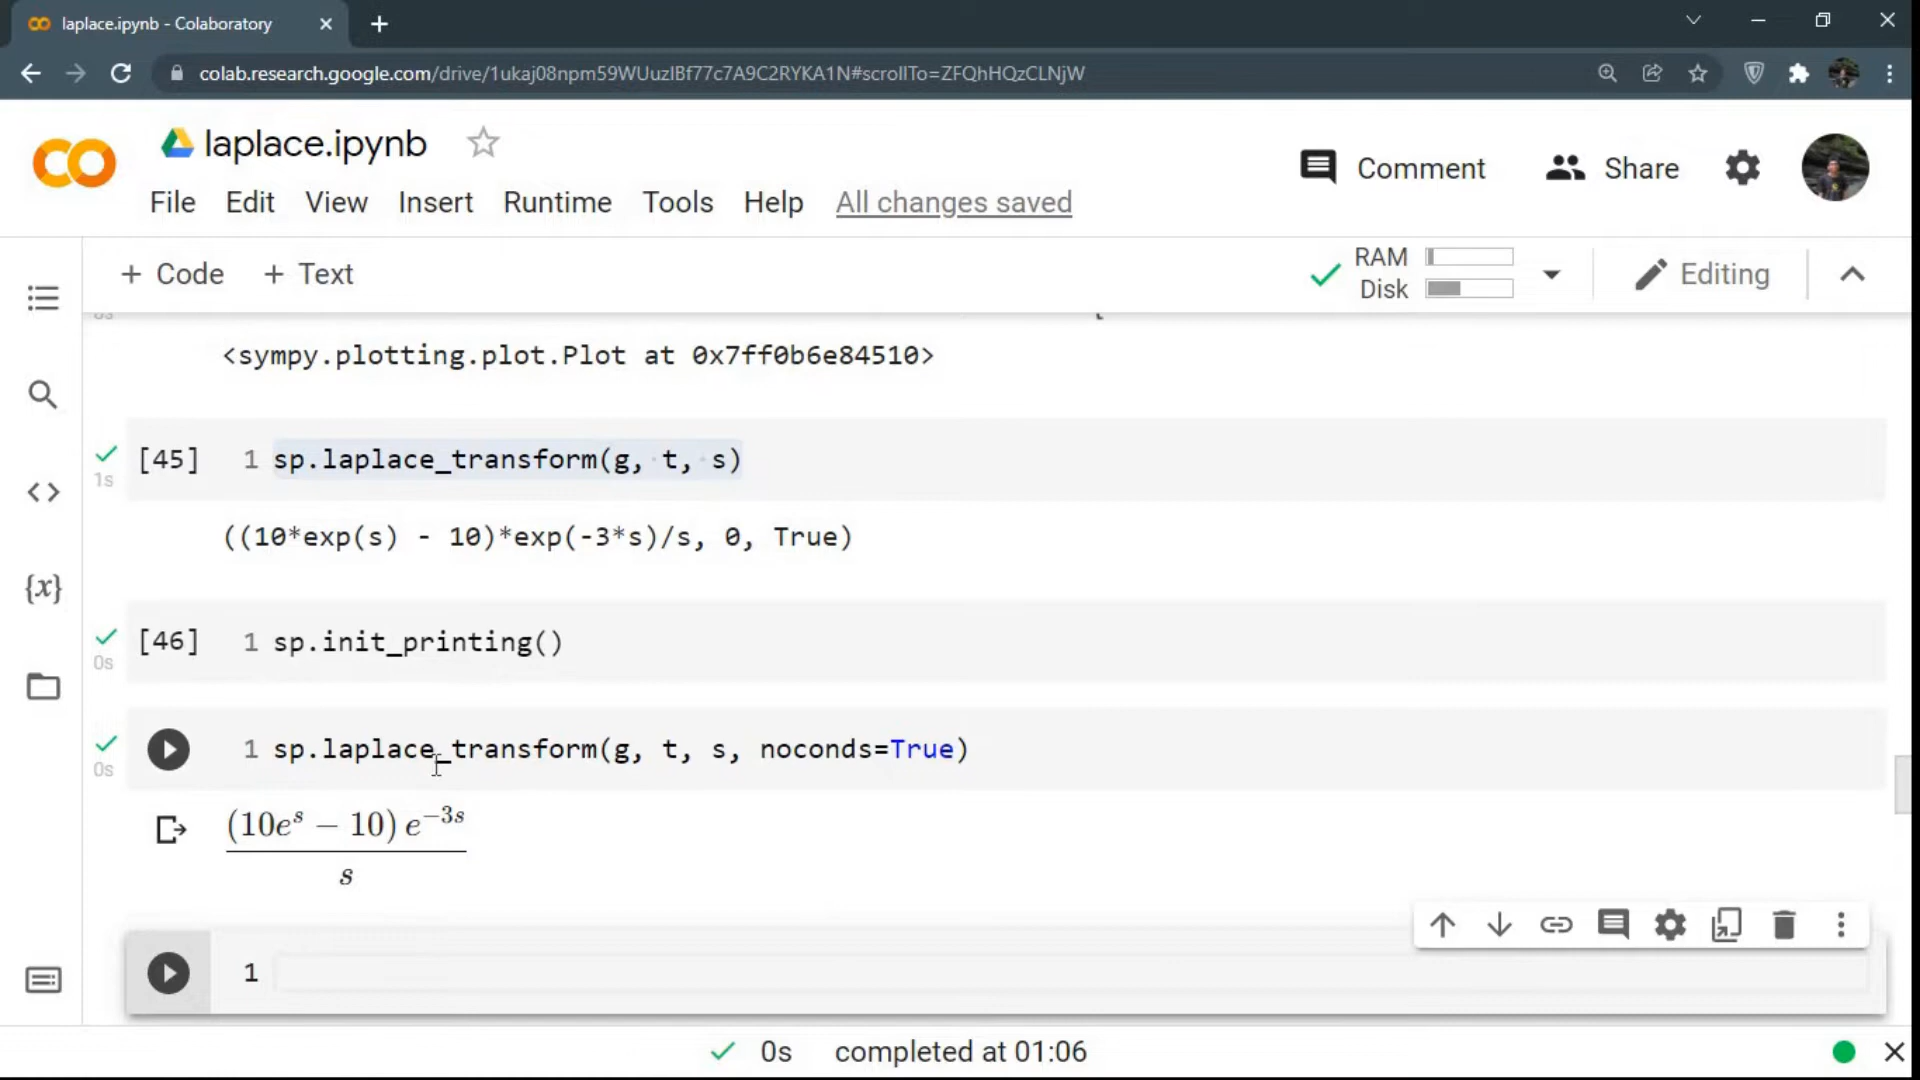 laplace.ipynb - Colaboratory
colab.research.google.com/drive/1ukaj08npm59WUuzIBf77c7A9C2RYKA1N#scrollTo=ZFQhHQzCLNjW
laplace.ipynb
Comment
Share
File Edit View Insert Runtime Tools Help All changes saved
+ Code + Text
RAM
Disk
Editing
<sympy.plotting.plot.Plot at 0x7ff0b6e84510>
[45] 1 sp.laplace_transform(g, t, s)
1s
((10*exp(s) - 10)*exp(-3*s)/s, 0, True)
[46] 1 sp.init_printing()
0s
1 sp.laplace_transform(g, t, s, noconds=True)
0s
(10e^s − 10) e^−3s
s
1
0s completed at 01:06